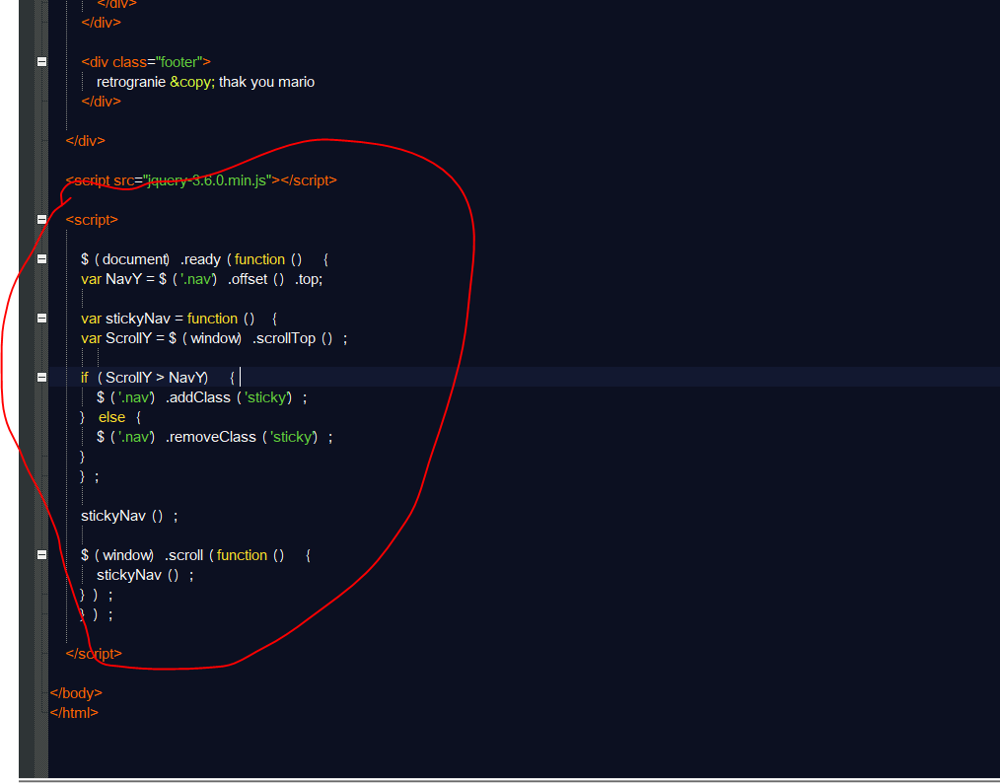 </div>
</div>
<div class="footer">
retrogranie &copy; thak you mario
</div>
</div>
<script src="jquery-3.6.0.min.js"></script>
<script>
$ ( document) .ready ( function () {
var NavY = $ ( '.nav') .offset () .top;
var stickyNav = function () {
var ScrollY = $ ( window) .scrollTop () ;
if ( ScrollY > NavY) {
$ ( '.nav') .addClass ( 'sticky') ;
} else {
$ ( '.nav') .removeClass ( 'sticky') ;
}
} ;
stickyNav () ;
$ ( window) .scroll ( function () {
stickyNav () ;
} ) ;
} ) ;
</script>
</body>
</html>